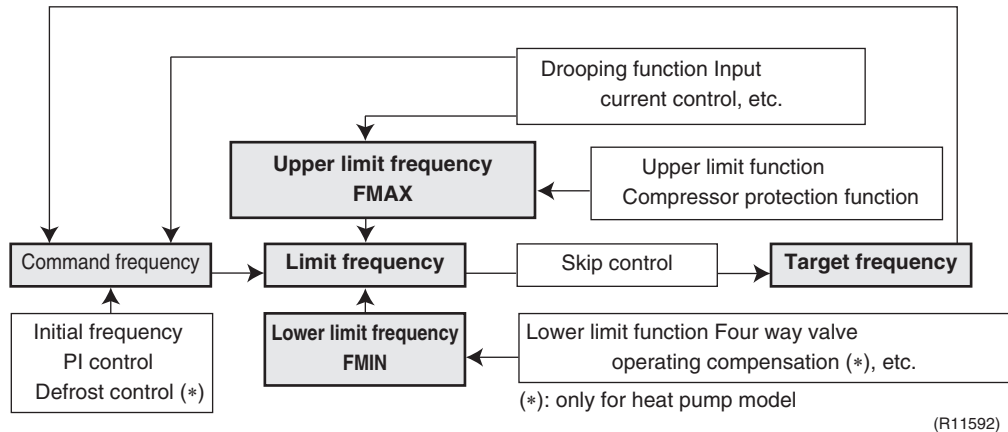 Drooping function Input
current control, etc.
Upper limit frequency
FMAX
Upper limit function
Compressor protection function
Command frequency
Limit frequency
Skip control
Target frequency
Initial frequency
PI control
Defrost control (*)
Lower limit frequency
FMIN
Lower limit function Four way valve
operating compensation (*), etc.
(*): only for heat pump model
(R11592)